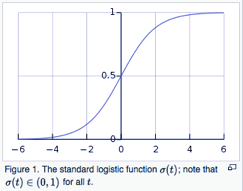 1
0.5
0
−6 −4 −2 0 2 4 6
Figure 1. The standard logistic function σ(t); note that
σ(t) ∈ (0, 1) for all t.